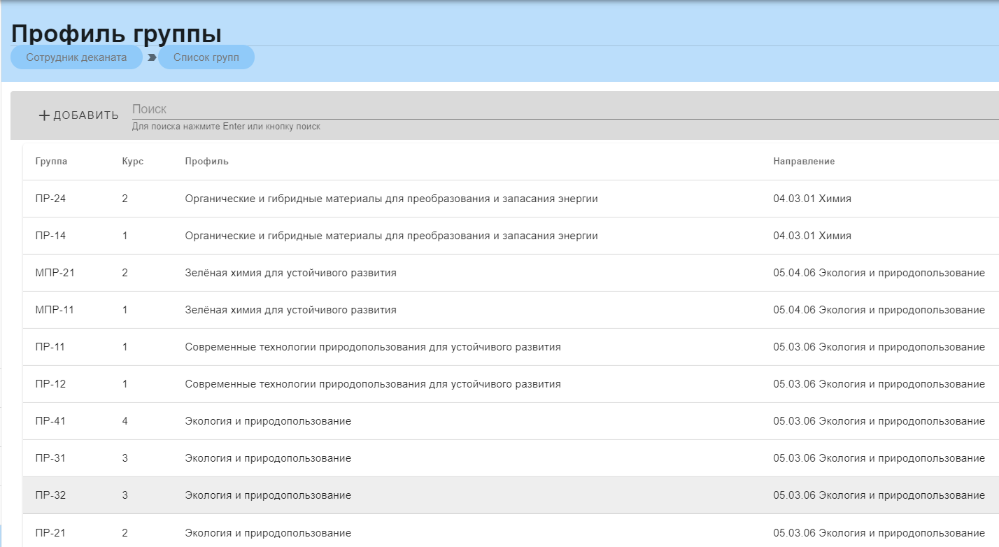 Профиль группы
Сотрудник деканата Список групп
ДОБАВИТЬ Поиск
Для поиска нажмите Enter или кнопку поиск
Группа Курс Профиль Направление
ПР-24 2 Органические и гибридные материалы для преобразования и запасания энергии 04.03.01 Химия
ПР-14 1 Органические и гибридные материалы для преобразования и запасания энергии 04.03.01 Химия
МПР-21 2 Зелёная химия для устойчивого развития 05.04.06 Экология и природопользование
МПР-11 1 Зелёная химия для устойчивого развития 05.04.06 Экология и природопользование
ПР-11 1 Современные технологии природопользования для устойчивого развития 05.03.06 Экология и природопользование
ПР-12 1 Современные технологии природопользования для устойчивого развития 05.03.06 Экология и природопользование
ПР-41 4 Экология и природопользование 05.03.06 Экология и природопользование
ПР-31 3 Экология и природопользование 05.03.06 Экология и природопользование
ПР-32 3 Экология и природопользование 05.03.06 Экология и природопользование
ПР-21 2 Экология и природопользование 05.03.06 Экология и природопользование